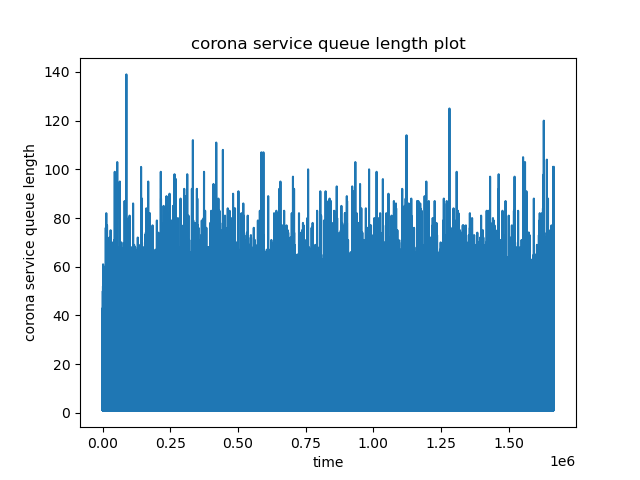 corona service queue length plot
corona service queue length
140
120
100
80
60
40
20
0
0.00 0.25 0.50 0.75 1.00 1.25 1.50
1e6
time